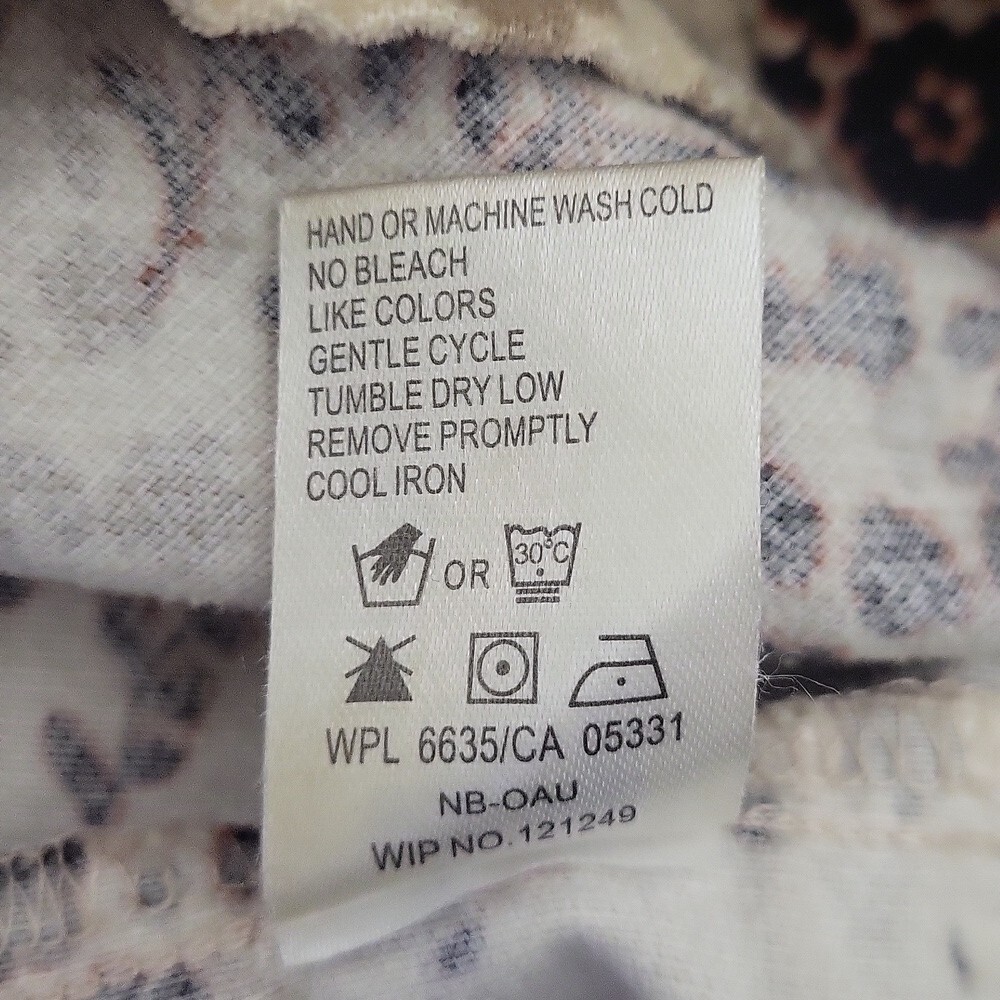 HAND OR MACHINE WASH COLD
NO BLEACH
LIKE COLORS
GENTLE CYCLE
TUMBLE DRY LOW
REMOVE PROMPTLY
COOL IRON
OR 30°C
WPL 6635/CA 05331
NB-OAU
WIP NO.121249